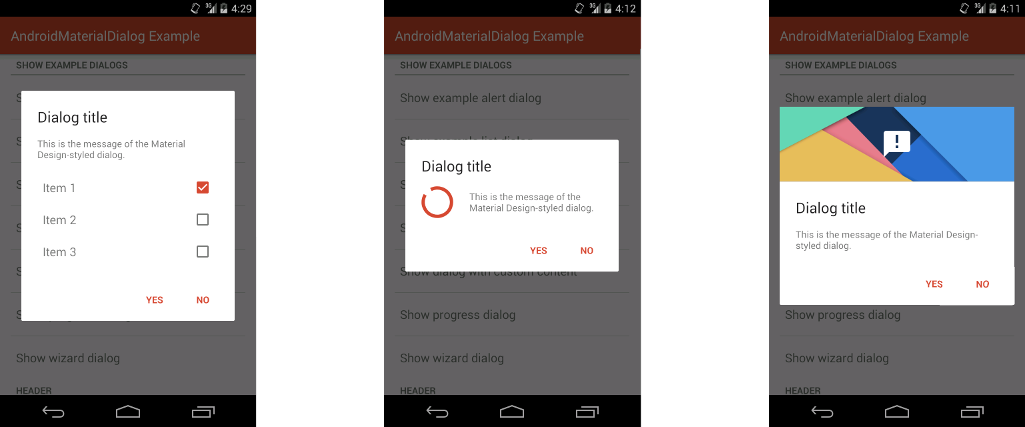 4:29
AndroidMaterialDialog Example
SHOW EXAMPLE DIALOGS
Dialog title
This is the message of the Material
Design-styled dialog.
Item 1
Item 2
Item 3
YES NO
Show wizard dialog
HEADER
4:12
AndroidMaterialDialog Example
SHOW EXAMPLE DIALOGS
Show example alert dialog
Dialog title
This is the message of the
Material Design-styled dialog.
YES NO
Show dialog with custom content
Show progress dialog
Show wizard dialog
HEADER
4:11
AndroidMaterialDialog Example
SHOW EXAMPLE DIALOGS
Show example alert dialog
Dialog title
This is the message of the Material Design-
styled dialog.
YES NO
Show progress dialog
Show wizard dialog
HEADER